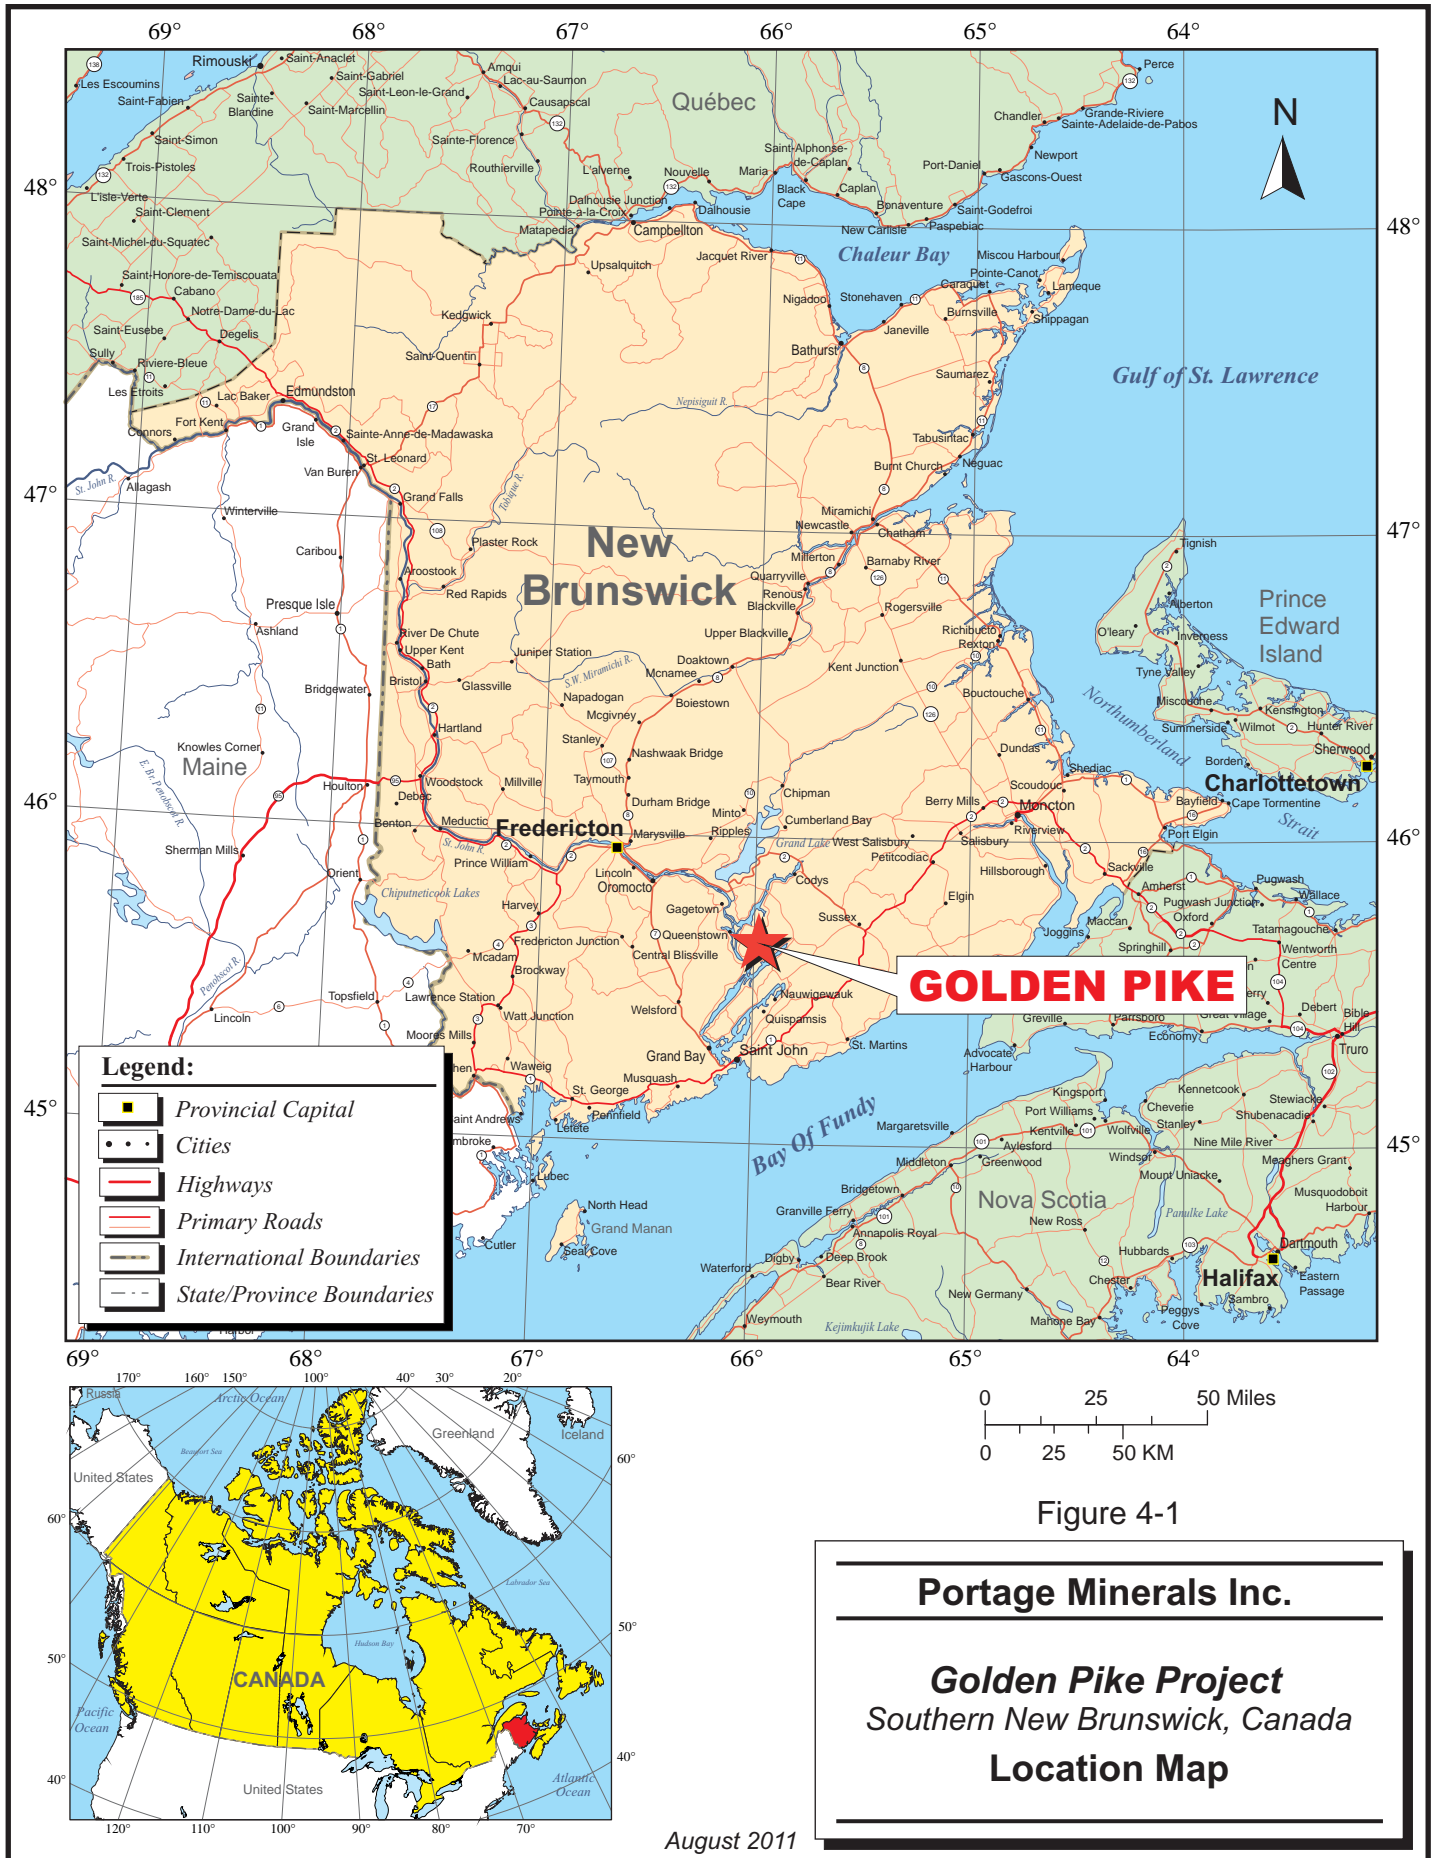 69°
68°
67°
66°
65°
64°
Rimouski
Saint-Anaclet
Les Escoumins
Saint-Gabriel
Saint-Fabien
Sainte-
Blandine
Saint-Marcellin
Saint-Leon-le-Grand
Amqui
Lac-au-Saumon
Causapscal
Québec
Perce
Chandler
Grande-Riviere
Sainte-Adelaide-de-Pabos
N
Saint-Simon
Sainte-Florence
Trois-Pistoles
Routhierville
L'alverne
Nouvelle
Maria
Saint-Alphonse-
de-Caplan
Port-Daniel
Newport
Gascons-Ouest
48°
L'isle-Verte
Saint-Clement
Dalhousie Junction
Pointe-a-la-Croix
Dalhousie
Black
Cape
Caplan
Bonaventure
Saint-Godefroi
New Carlisle
Paspebiac
48°
Saint-Michel-du-Squatec
Matapedia
Campbellton
Jacquet River
Chaleur Bay
Miscou Harbour
Saint-Honore-de-Temiscouata
Cabano
Upsalquitch
Pointe-Canot
Caraquet
Lameque
Nigadoo
Stonehaven
Notre-Dame-du-Lac
Kedgwick
Burnsville
Shippagan
Saint-Eusebe
Degelis
Janeville
Sully
Riviere-Bleue
Saint-Quentin
Bathurst
Les Etroits
Lac Baker
Edmundston
Saumarez
Gulf of St. Lawrence
Nepisiguit R.
Connors
Fort Kent
Grand
Isle
Sainte-Anne-de-Madawaska
Tabusintac
Van Buren
St. Leonard
Burnt Church
Neguac
St. John R.
Allagash
47°
Grand Falls
Tobique R.
Winterville
Miramichi
Newcastle
Chatham
47°
Caribou
Plaster Rock
New
Brunswick
Millerton
Barnaby River
Tignish
Aroostook
Quarryville
Red Rapids
Renous
Blackville
Rogersville
Alberton
Prince
Edward
Island
Presque Isle
Ashland
River De Chute
Upper Blackville
Richibucto
Rexton
O'leary
Inverness
Upper Kent
Bath
Juniper Station
S.W. Miramichi R.
Doaktown
Mcnamee
Kent Junction
Tyne Valley
Bridgewater
Bristol
Glassville
Napadogan
Boiestown
Bouctouche
Northumberland
Strait
Miscouche
Kensington
Mcgivney
Summerside
Wilmot
Hunter River
Hartland
Stanley
Nashwaak Bridge
Dundas
Sherwood
Knowles Corner
Maine
Borden
Charlottetown
E. Br. Penobscot R.
Houlton
Woodstock
Millville
Taymouth
Shediac
Scoudouc
46°
Debec
Durham Bridge
Minto
Chipman
Berry Mills
Moncton
Bayfield
Cape Tormentine
46°
Benton
Meductic
Fredericton
Marysville
Ripples
Cumberland Bay
Riverview
Port Elgin
St. John R.
Grand Lake
West Salisbury
Salisbury
Sherman Mills
Prince William
Petitcodiac
Orient
Lincoln
Oromocto
Codys
Hillsborough
Sackville
Chiputneticook Lakes
Amherst
Pugwash
Harvey
Gagetown
Elgin
Pugwash Junction
Wallace
Sussex
Maccan
Oxford
Fredericton Junction
Queenstown
Joggins
Tatamagouche
Mcadam
Central Blissville
Springhill
Wentworth
Centre
Brockway
Penobscot R.
GOLDEN PIKE
Topsfield
Lawrence Station
Nauwigewauk
erry
Lincoln
Watt Junction
Welsford
Quispamsis
Greville
Parrsboro
Great Village
Debert
Bible
Hill
Moores Mills
Economy
Grand Bay
Saint John
St. Martins
Advocate
Harbour
Truro
hen
Waweig
Musquash
Kingsport
Kennetcook
St. George
Port Williams
Cheverie
Stewiacke
45°
Saint Andrews
Letete
Pennfield
Bay Of Fundy
Margaretsville
Kentville
Wolfville
Stanley
Shubenacadie
45°
mbroke
Aylesford
Nine Mile River
Middleton
Greenwood
Windsor
Meaghers Grant
Lubec
Mount Uniacke
Bridgetown
Nova Scotia
Musquodoboit
Harbour
North Head
Grand Manan
Granville Ferry
Annapolis Royal
New Ross
Panulke Lake
Cutler
Seal Cove
Digby
Deep Brook
Hubbards
Dartmouth
Waterford
Bear River
Chester
Halifax
Eastern
Passage
New Germany
Sambro
Weymouth
Kejimkujik Lake
Mahone Bay
Peggys
Cove
Legend:
Provincial Capital
Cities
Highways
Primary Roads
International Boundaries
State/Province Boundaries
69°
68°
67°
66°
65°
64°
170°
160°
150°
100°
40°
30°
20°
Russia
Arctic Ocean
Beaufort Sea
Greenland
Iceland
60°
United States
60°
Labrador Sea
50°
Hudson Bay
50°
CANADA
Pacific
Ocean
40°
United States
Atlantic
Ocean
40°
120°
110°
100°
90°
80°
70°
0 25 50 Miles
0 25 50 KM
Figure 4-1
Portage Minerals Inc.
Golden Pike Project
Southern New Brunswick, Canada
Location Map
August 2011